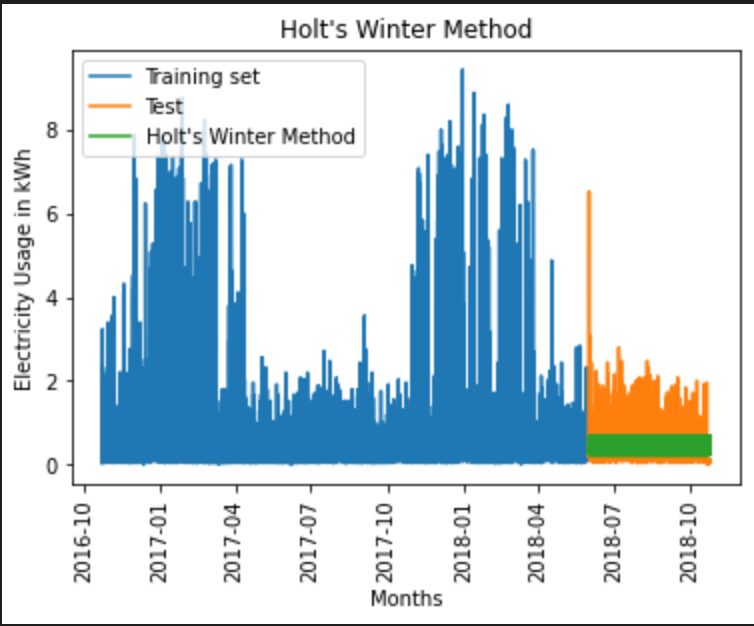 Holt's Winter Method
Training set
Test
Holt's Winter Method
Electricity Usage in kWh
8
6
4
2
0
2016-10
2017-01
2017-04
2017-07
2017-10
2018-01
2018-04
2018-07
2018-10
Months